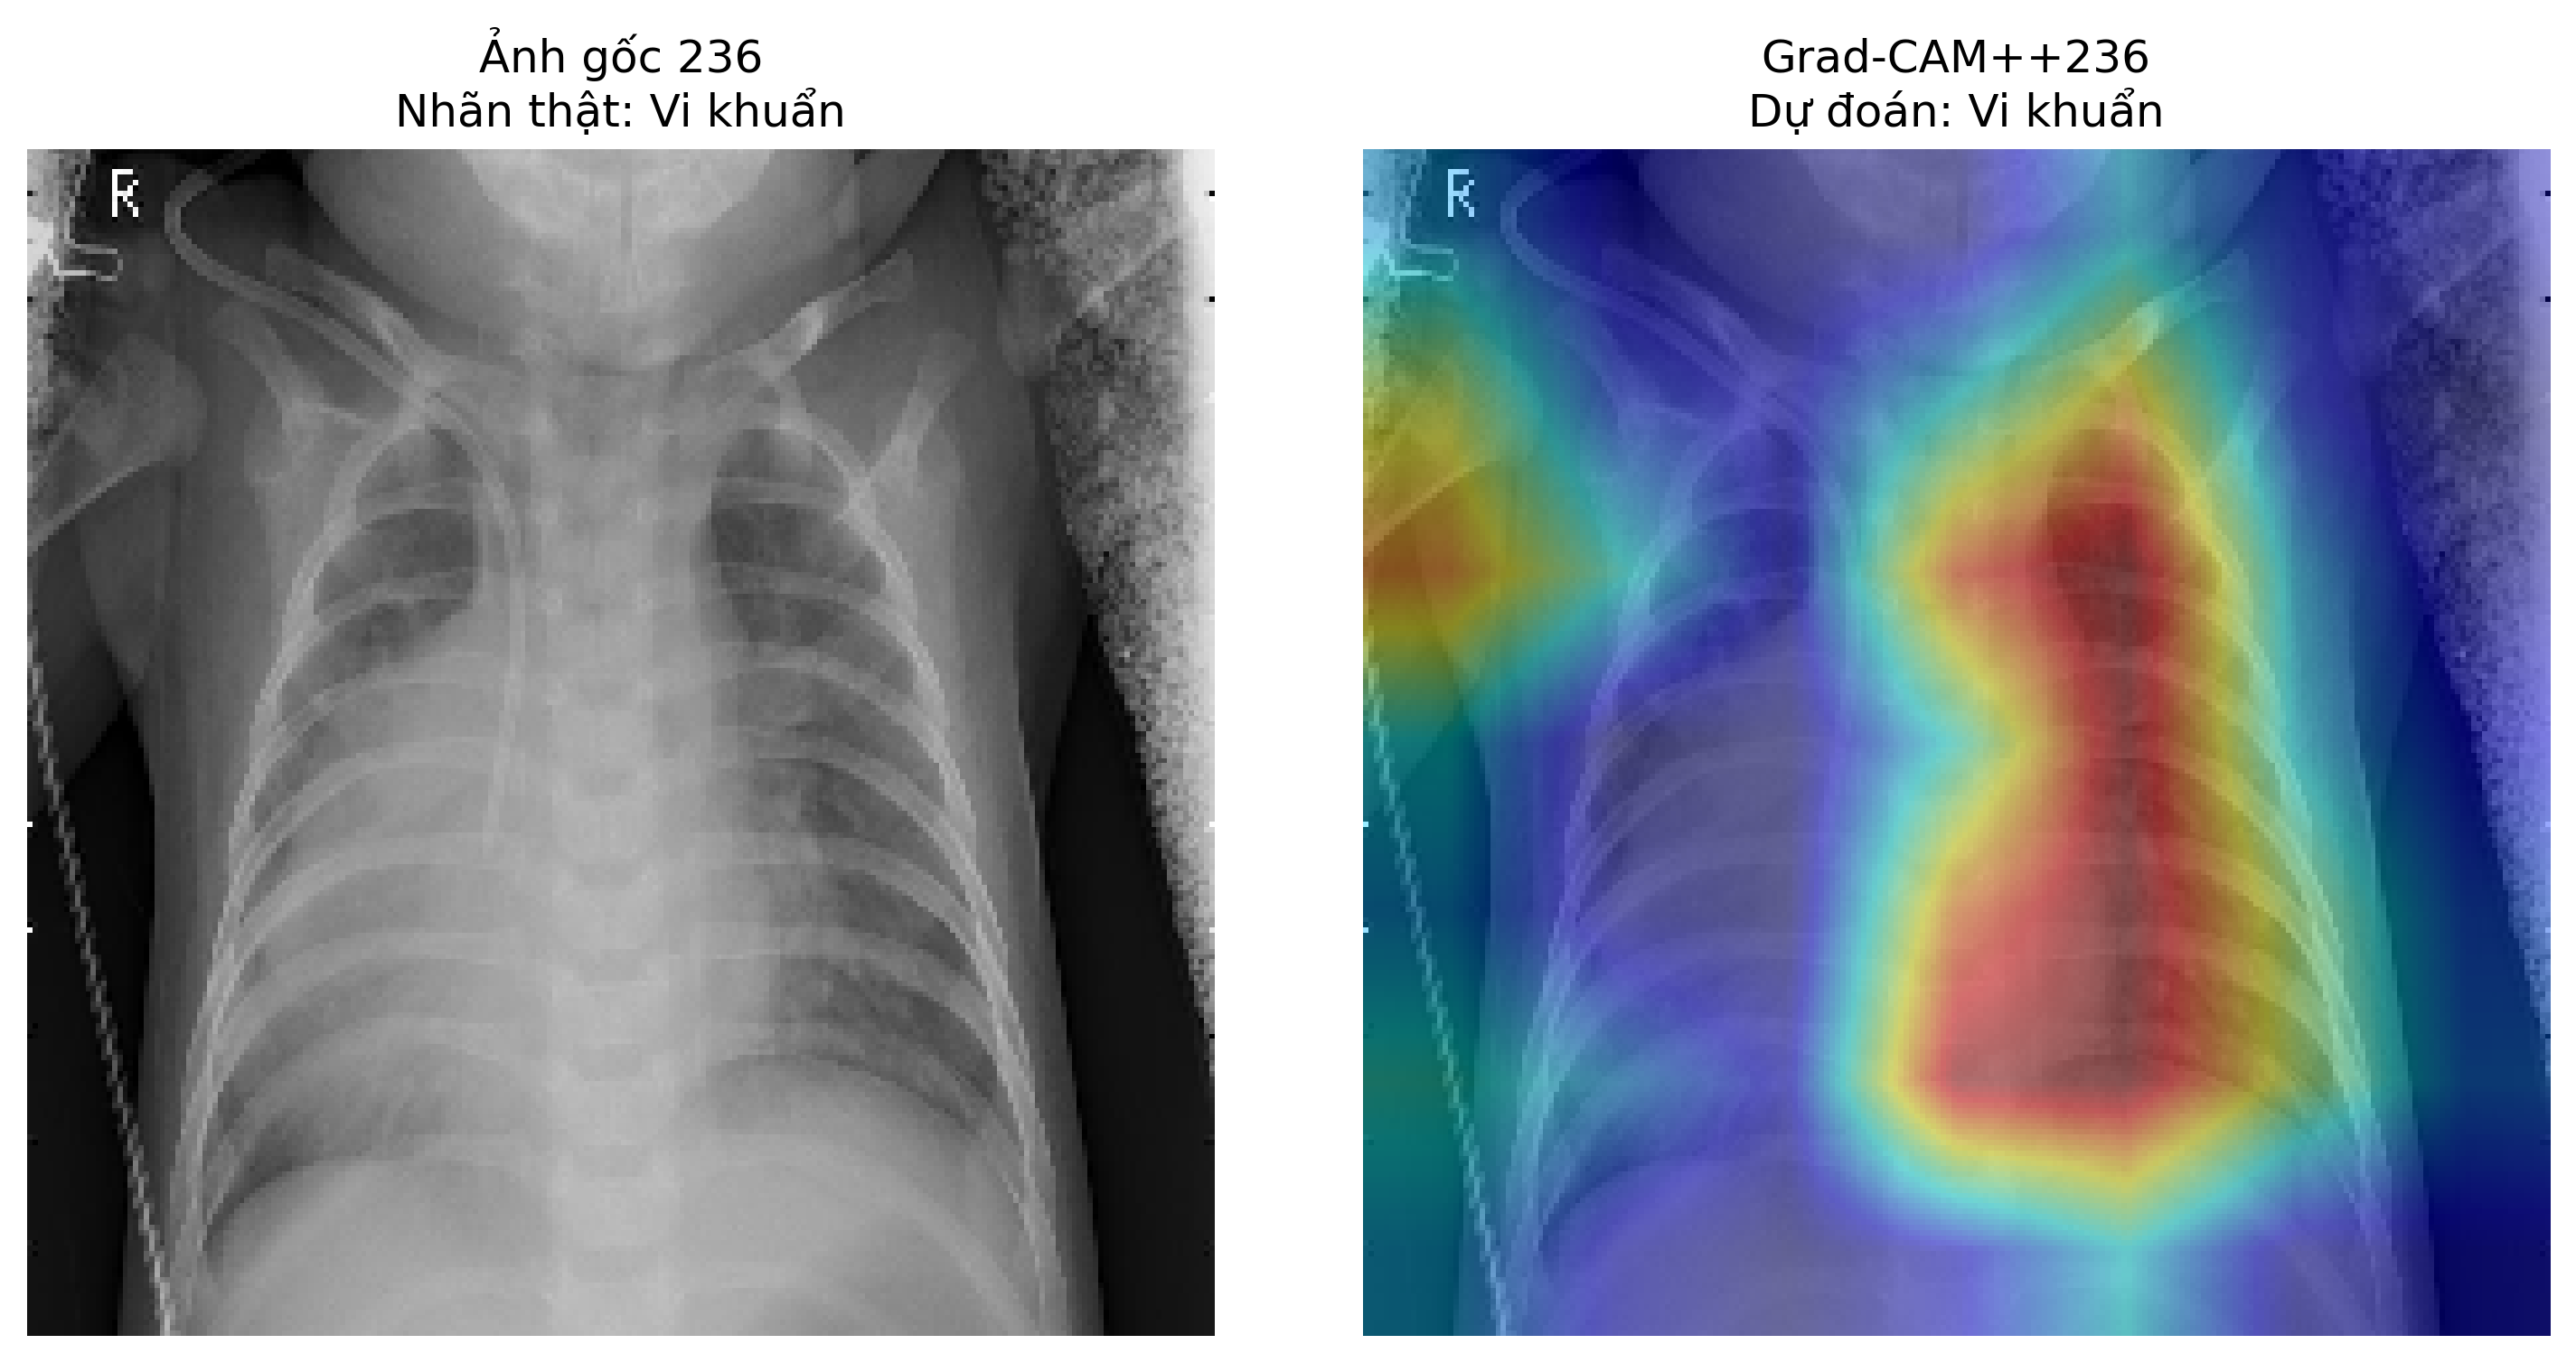 Ảnh gốc 236
Nhãn thật: Vi khuẩn
R
Grad-CAM++236
Dự đoán: Vi khuẩn
R